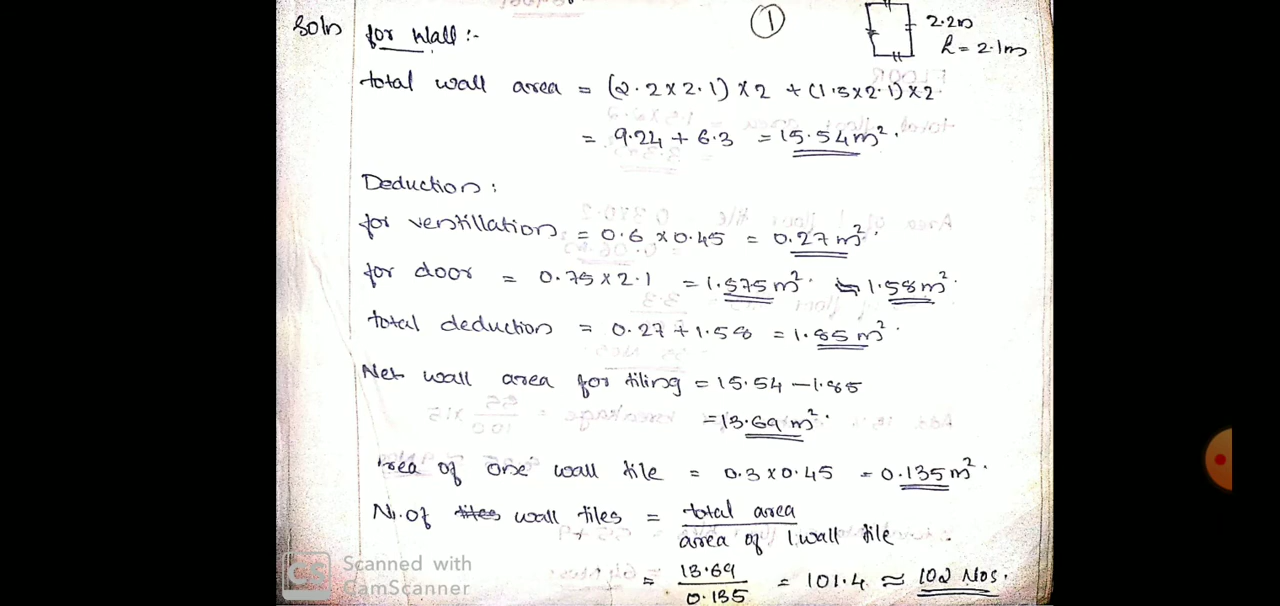 ①
2.2m
h = 2.1m
Soln for Wall :-
total wall area = (2.2 x 2.1) x 2 + (1.5 x 2.1) x 2
= 9.24 + 6.3 = 15.54 m².
Deduction :
for ventillation = 0.6 x 0.45 = 0.27 m².
for door = 0.75 x 2.1 = 1.575 m². ≒ 1.58 m².
total deduction = 0.27 + 1.58 = 1.85 m².
Net wall area for tiling = 15.54 - 1.85
= 13.69 m².
rea of one wall tile = 0.3 x 0.45 = 0.135 m².
N. of tiles wall tiles = total area
area of 1 wall tile
= 13.69 / 0.135 = 101.4 ≈ 102 Nos.
CS Scanned with
CamScanner